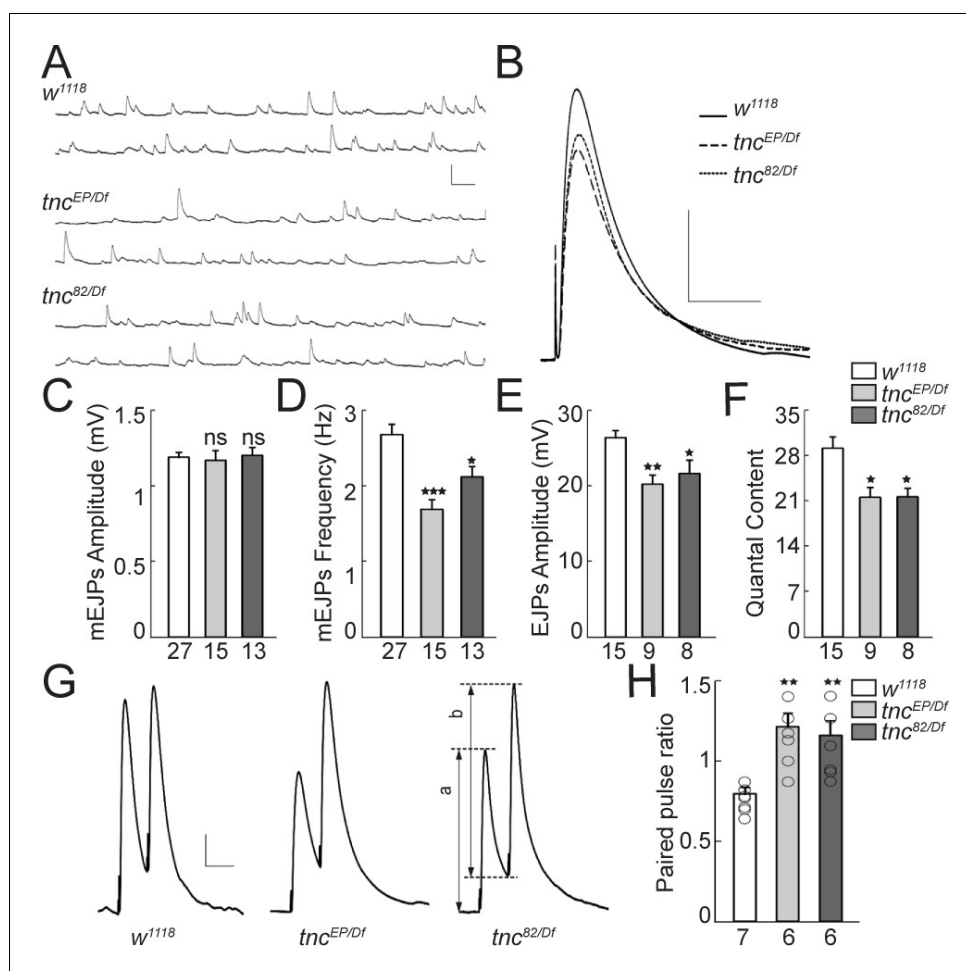 A
w1118
tncEP/Df
tnc82/Df
B
w1118
tncEP/Df
tnc82/Df
C
mEJPs Amplitude (mV)
1.5
1
0.5
0
ns
ns
27 15 13
D
mEJPs Frequency (Hz)
3
2
1
0
★★★
★
27 15 13
E
EJPs Amplitude (mV)
30
20
10
0
★★
★
15 9 8
F
w1118
tncEP/Df
tnc82/Df
Quantal Content
35
28
21
14
7
0
★
★
15 9 8
G
w1118
tncEP/Df
a
b
tnc82/Df
H
Paired pulse ratio
1.5
1
0.5
0
★★
★★
w1118
tncEP/Df
tnc82/Df
7 6 6